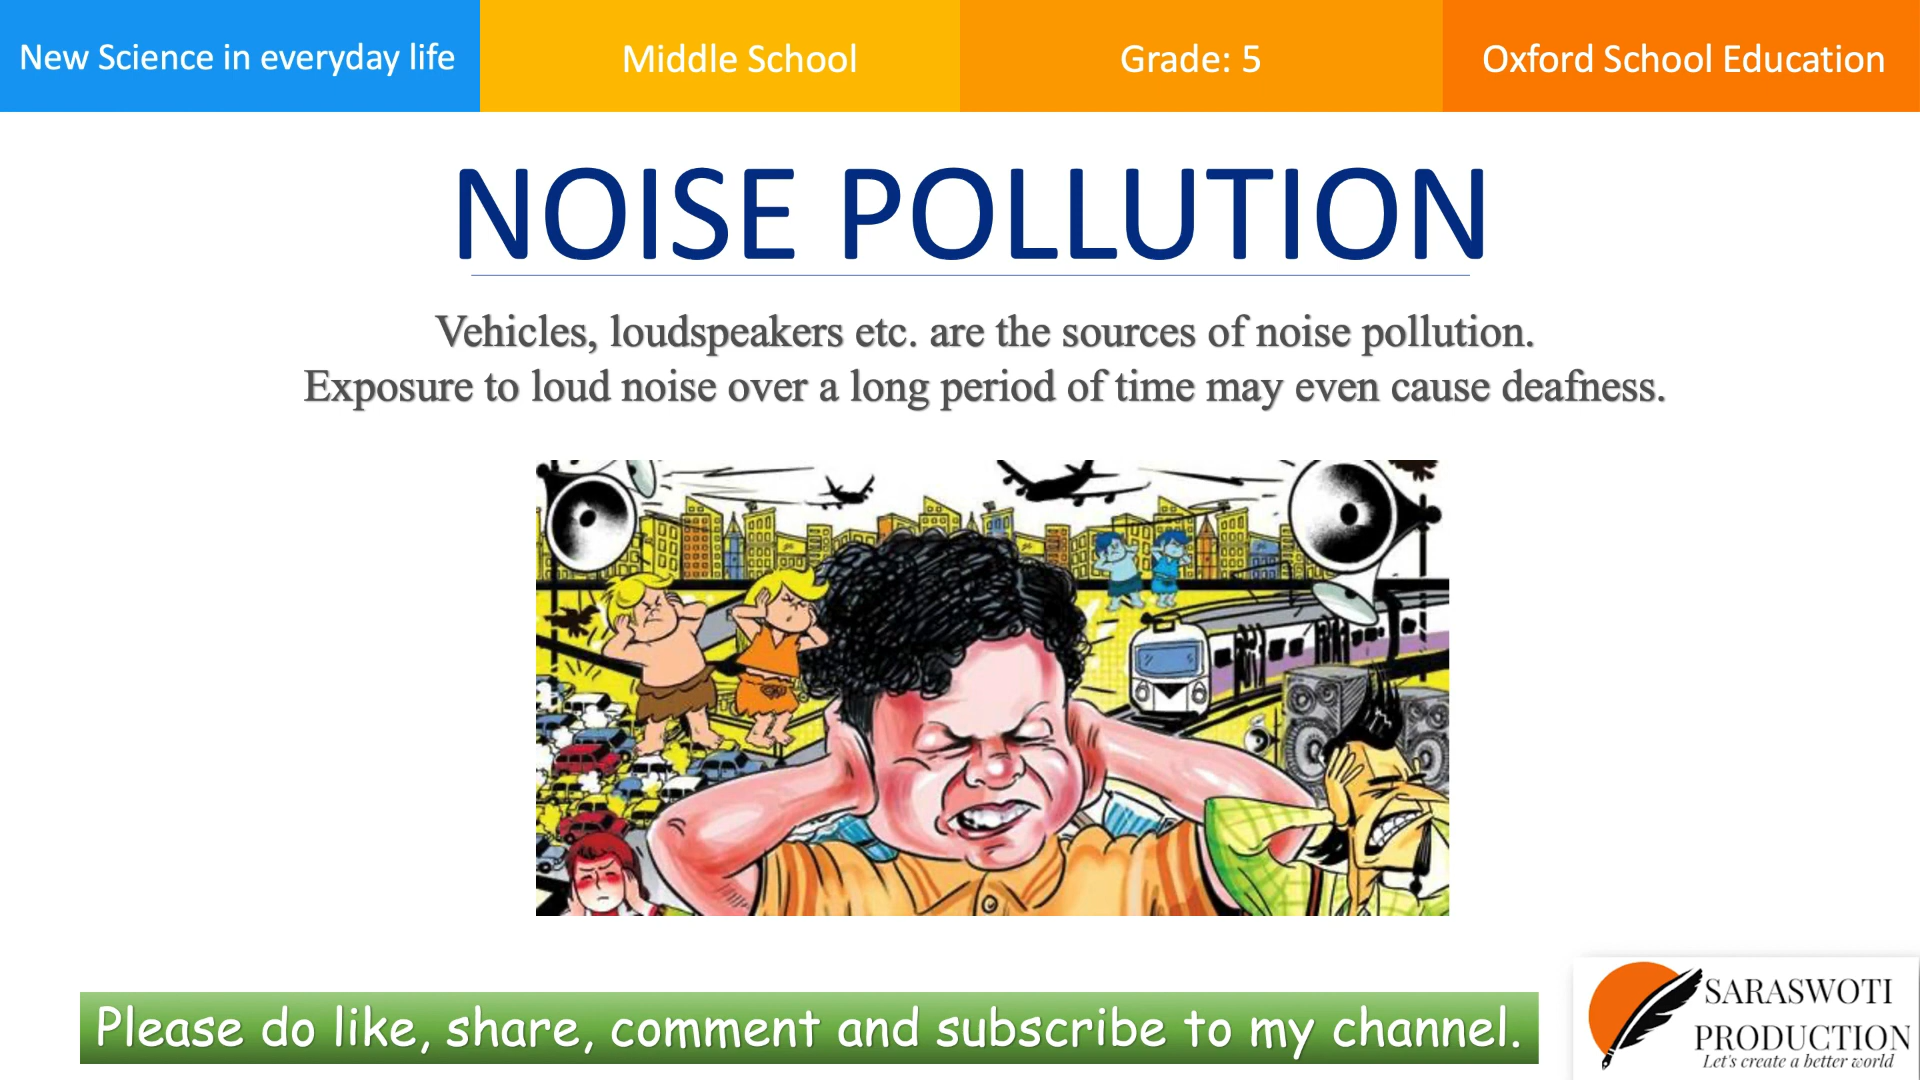 New Science in everyday life
Middle School
Grade: 5
Oxford School Education
NOISE POLLUTION
Vehicles, loudspeakers etc. are the sources of noise pollution.
Exposure to loud noise over a long period of time may even cause deafness.
Please do like, share, comment and subscribe to my channel.
SARASWOTI
PRODUCTION
Let's create a better world